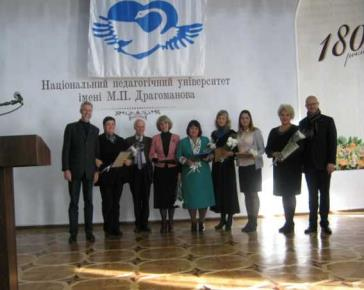 Національний педагогічний університет
імені М.П. Драгоманова
180